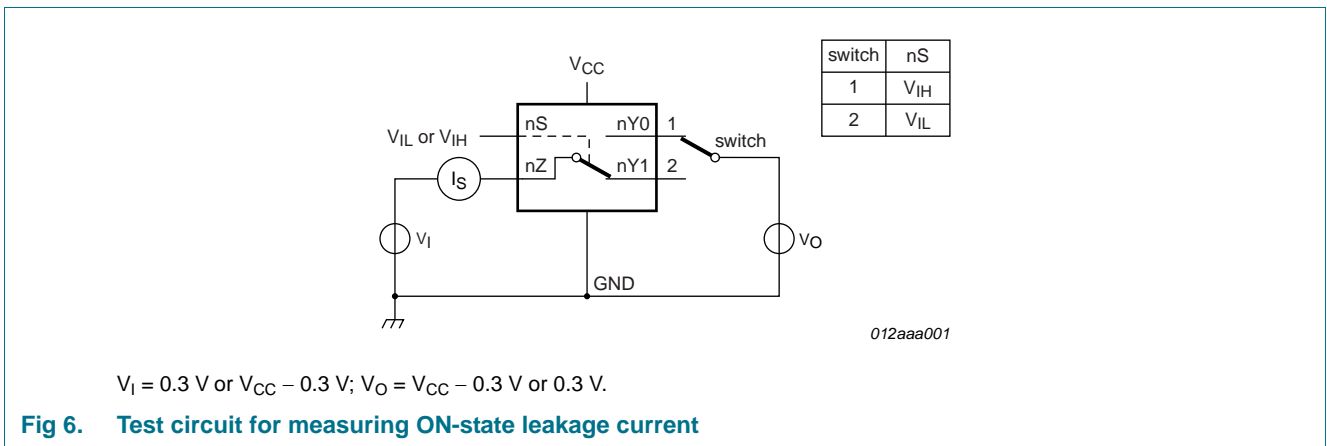 switch nS
1 VIH
2 VIL
VCC
VIL or VIH
nS
nY0
1
switch
nZ
nY1
2
IS
VI
VO
GND
012aaa001
VI = 0.3 V or VCC − 0.3 V; VO = VCC − 0.3 V or 0.3 V.
Fig 6. Test circuit for measuring ON-state leakage current